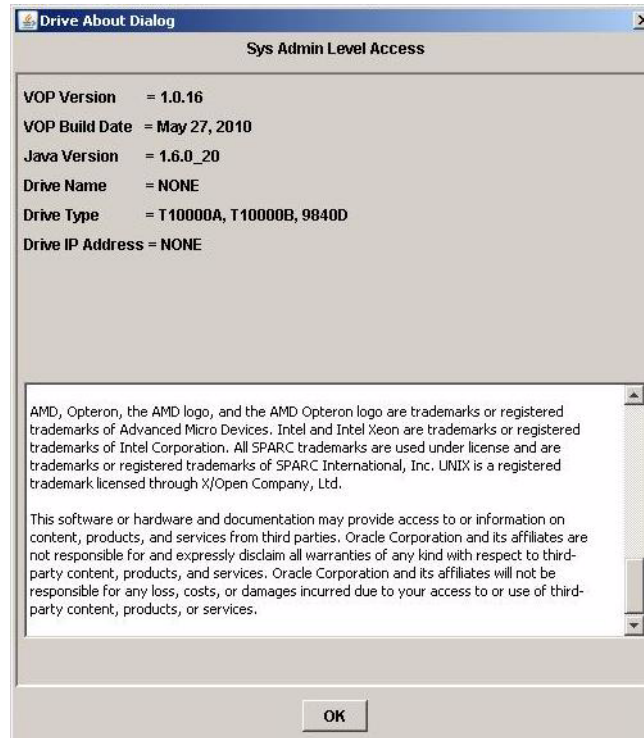 Drive About Dialog
Sys Admin Level Access
VOP Version = 1.0.16
VOP Build Date = May 27, 2010
Java Version = 1.6.0_20
Drive Name = NONE
Drive Type = T10000A, T10000B, 9840D
Drive IP Address = NONE
AMD, Opteron, the AMD logo, and the AMD Opteron logo are trademarks or registered
trademarks of Advanced Micro Devices. Intel and Intel Xeon are trademarks or registered
trademarks of Intel Corporation. All SPARC trademarks are used under license and are
trademarks or registered trademarks of SPARC International, Inc. UNIX is a registered
trademark licensed through X/Open Company, Ltd.
This software or hardware and documentation may provide access to or information on
content, products, and services from third parties. Oracle Corporation and its affiliates are
not responsible for and expressly disclaim all warranties of any kind with respect to third-
party content, products, and services. Oracle Corporation and its affiliates will not be
responsible for any loss, costs, or damages incurred due to your access to or use of third-
party content, products, or services.
OK